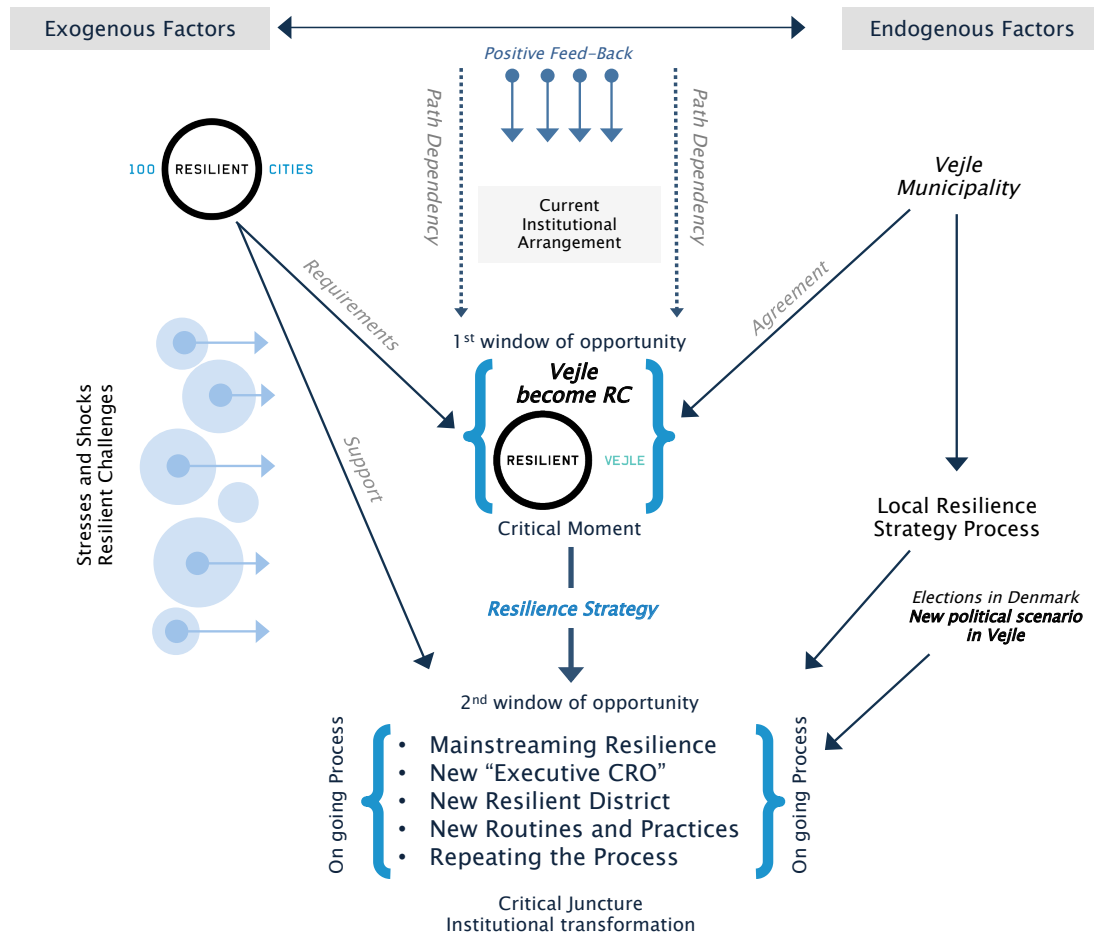 Exogenous Factors
Endogenous Factors
Positive Feed-Back
Path Dependency
Path Dependency
100 RESILIENT CITIES
Current
Institutional
Arrangement
Vejle
Municipality
Requirements
Agreement
Support
Stresses and Shocks
Resilient Challenges
1st window of opportunity
Vejle
become RC
RESILIENT VEJLE
Critical Moment
Local Resilience
Strategy Process
Resilience Strategy
Elections in Denmark
New political scenario
in Vejle
2nd window of opportunity
On going Process
• Mainstreaming Resilience
• New “Executive CRO”
• New Resilient District
• New Routines and Practices
• Repeating the Process
On going Process
Critical Juncture
Institutional transformation